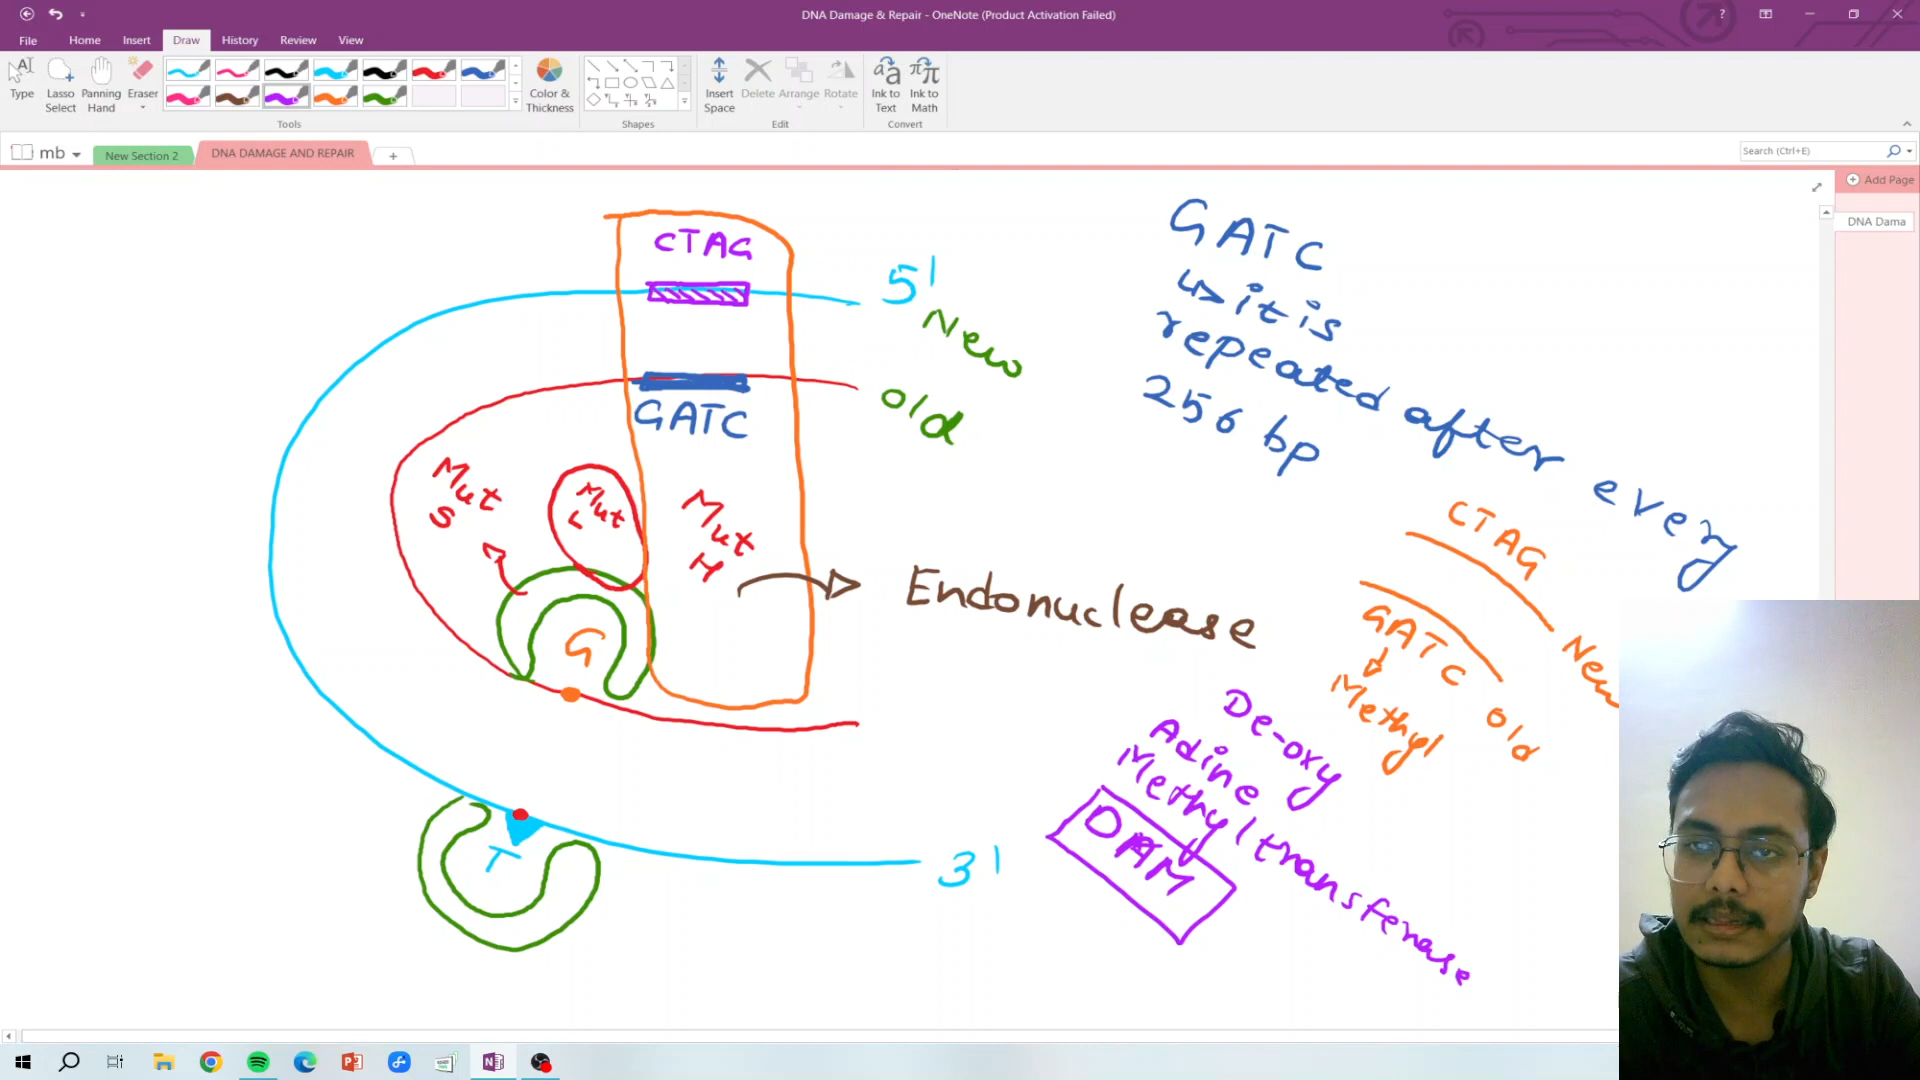 DNA Damage & Repair - OneNote (Product Activation Failed)
File Home Insert Draw History Review View
Type
Lasso Select
Panning Hand
Eraser
Color & Thickness
Insert Space
Delete
Arrange
Rotate
Ink to Text
Ink to Math
Tools
Shapes
Edit
Convert
mb
New Section 2
DNA DAMAGE AND REPAIR
Search (Ctrl+E)
Add Page
DNA Dama
CTAG
5'
New
old
GATC
Mut S
Mut L
Mut H
Endonuclease
G
T
3'
GATC
↳ it is
repeated after every
256 bp
CTAG
GATC
New
Old
Methyl
De-oxy
Adine
Methyltransferase
DAM